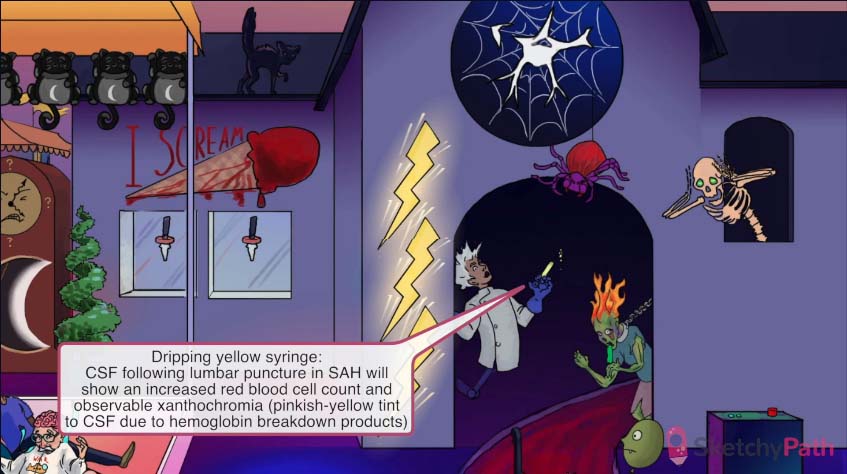 I SCREAM
? ?
?
Dripping yellow syringe:
CSF following lumbar puncture in SAH will
show an increased red blood cell count and
observable xanthochromia (pinkish-yellow tint
to CSF due to hemoglobin breakdown products)
SketchyPath